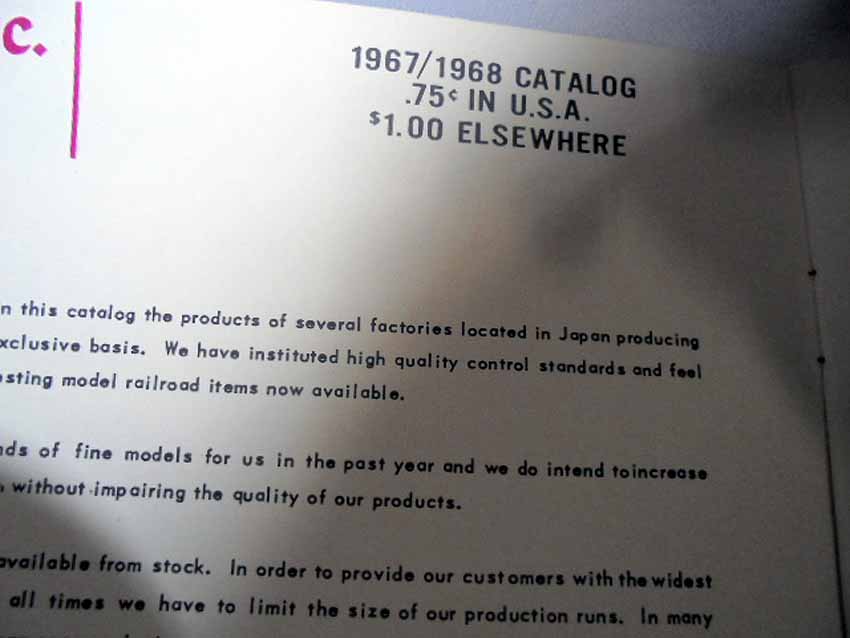 c.
1967/1968 CATALOG
.75¢ IN U.S.A.
$1.00 ELSEWHERE
n this catalog the products of several factories located in Japan producing
xclusive basis. We have instituted high quality control standards and feel
esting model railroad items now available.
nds of fine models for us in the past year and we do intend toincrease
without impairing the quality of our products.
available from stock. In order to provide our customers with the widest
all times we have to limit the size of our production runs. In many